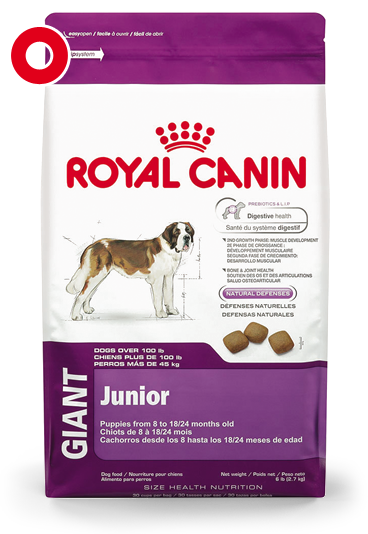 easyopen / facile à ouvrir / fácil de abrir
ipsystem
ROYAL CANIN
PREBIOTICS & L.I.P.
Digestive health
Santé du système digestif
2ND GROWTH PHASE: MUSCLE DEVELOPMENT
2E PHASE DE CROISSANCE :
DÉVELOPPEMENT MUSCULAIRE
SEGUNDA FASE DE CRECIMIENTO:
DESARROLLO MUSCULAR
BONE & JOINT HEALTH
SOUTIEN DES OS ET DES ARTICULATIONS
SALUD OSTEOARTICULAR
NATURAL DEFENSES
DÉFENSES NATURELLES
DEFENSAS NATURALES
DOGS OVER 100 lb
CHIENS PLUS DE 100 lb
PERROS MÁS DE 45 kg
GIANT
Junior
Puppies from 8 to 18/24 months old
Chiots de 8 à 18/24 mois
Cachorros desde los 8 hasta los 18/24 meses de edad
Dog food / Nourriture pour chiens
Alimento para perros
Net weight / Poids net / Peso neto
6 lb (2.7 kg)
SIZE HEALTH NUTRITION